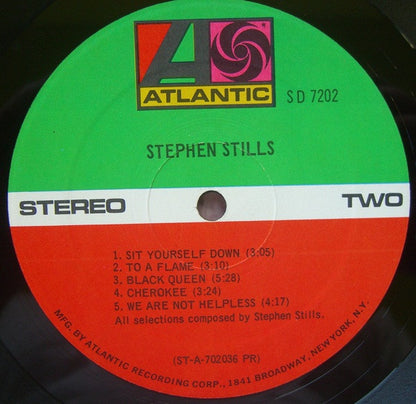 ATLANTIC
SD 7202
STEPHEN STILLS
STEREO
TWO
1. SIT YOURSELF DOWN (3:05)
2. TO A FLAME (3:10)
3. BLACK QUEEN (5:28)
4. CHEROKEE (3:24)
5. WE ARE NOT HELPLESS (4:17)
All selections composed by Stephen Stills.
(ST-A-702036 PR)
MFG. BY ATLANTIC RECORDING CORP., 1841 BROADWAY, NEW YORK, N.Y.